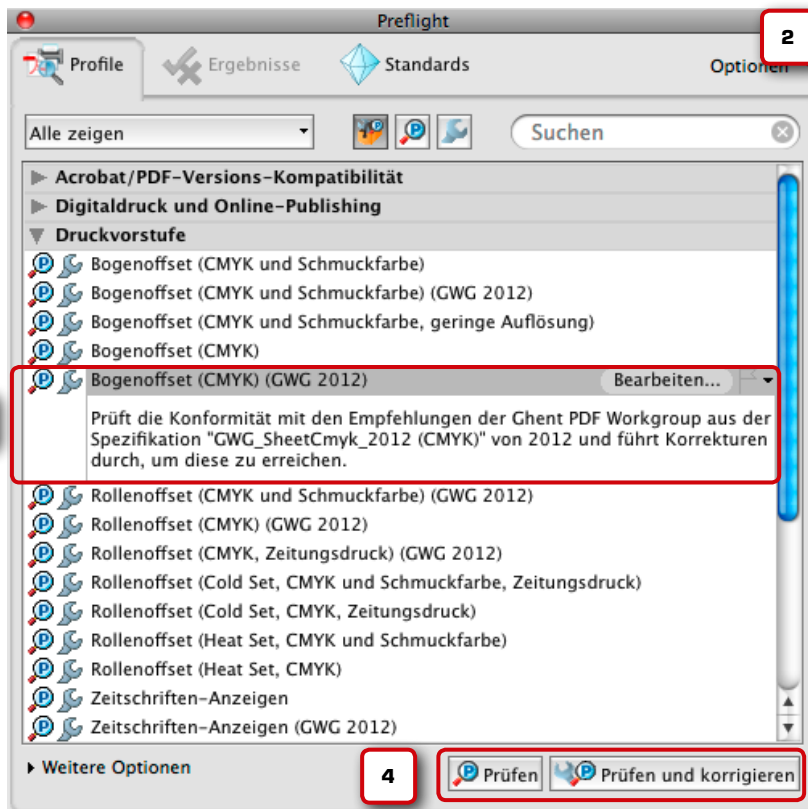 Preflight
2
Profile
Ergebnisse
Standards
Optionen
Alle zeigen
Suchen
Acrobat/PDF-Versions-Kompatibilität
Digitaldruck und Online-Publishing
Druckvorstufe
Bogenoffset (CMYK und Schmuckfarbe)
Bogenoffset (CMYK und Schmuckfarbe) (GWG 2012)
Bogenoffset (CMYK und Schmuckfarbe, geringe Auflösung)
Bogenoffset (CMYK)
Bogenoffset (CMYK) (GWG 2012) Bearbeiten...
Prüft die Konformität mit den Empfehlungen der Ghent PDF Workgroup aus der
Spezifikation "GWG_SheetCmyk_2012 (CMYK)" von 2012 und führt Korrekturen
durch, um diese zu erreichen.
Rollenoffset (CMYK und Schmuckfarbe) (GWG 2012)
Rollenoffset (CMYK) (GWG 2012)
Rollenoffset (CMYK, Zeitungsdruck) (GWG 2012)
Rollenoffset (Cold Set, CMYK und Schmuckfarbe, Zeitungsdruck)
Rollenoffset (Cold Set, CMYK, Zeitungsdruck)
Rollenoffset (Heat Set, CMYK und Schmuckfarbe)
Rollenoffset (Heat Set, CMYK)
Zeitschriften-Anzeigen
Zeitschriften-Anzeigen (GWG 2012)
Weitere Optionen
4
Prüfen
Prüfen und korrigieren